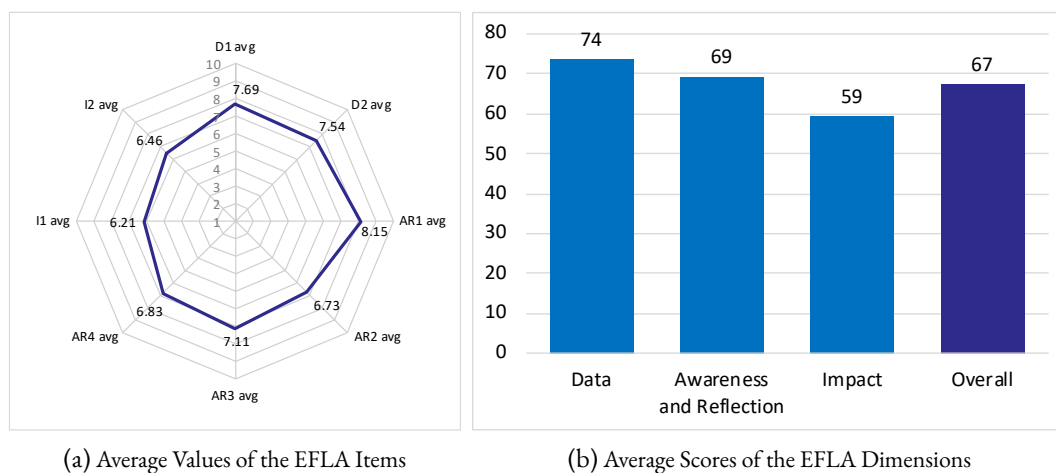 D1 avg
10
9
8
7
6
5
4
3
2
1
7.69
D2 avg
7.54
AR1 avg
8.15
AR2 avg
6.73
AR3 avg
7.11
AR4 avg
6.83
I1 avg
6.21
I2 avg
6.46
(a) Average Values of the EFLA Items
80
70
60
50
40
30
20
10
0
74
69
59
67
Data
Awareness
and Reflection
Impact
Overall
(b) Average Scores of the EFLA Dimensions